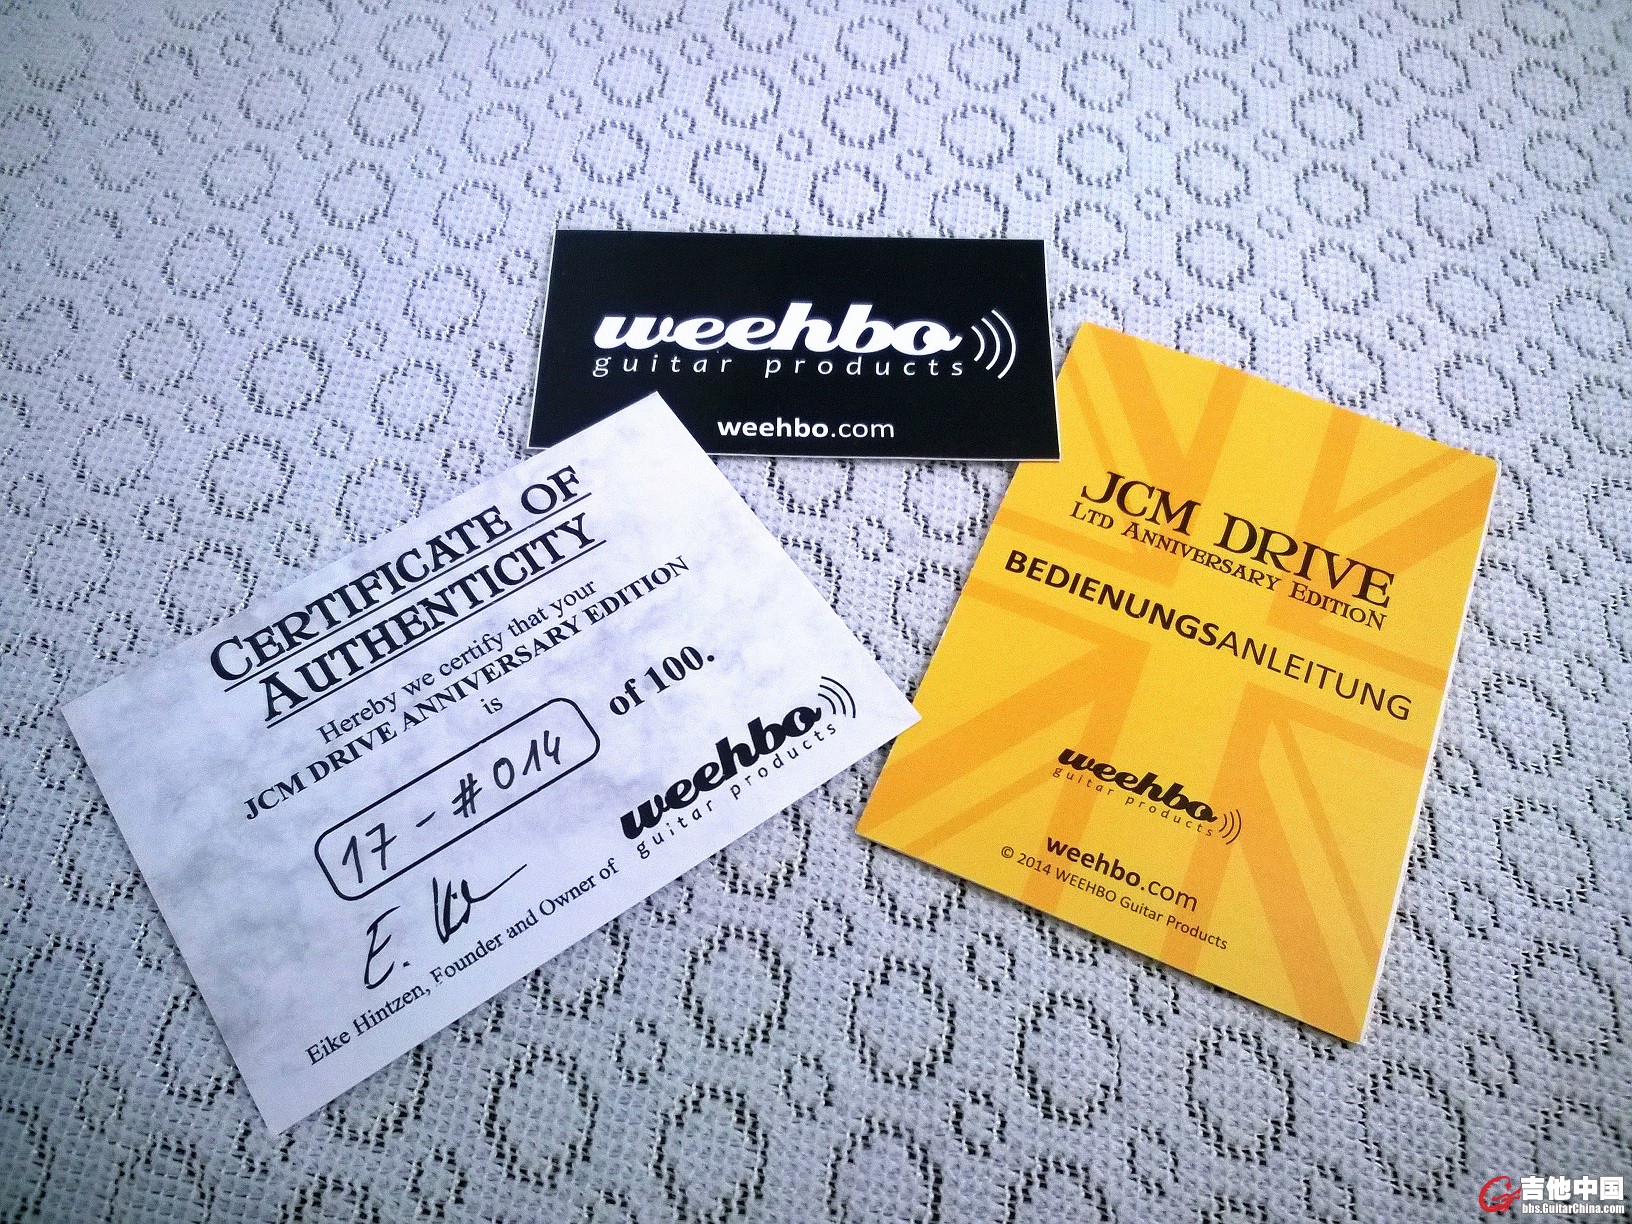 weehbo
guitar products
weehbo.com
CERTIFICATE OF
AUTHENTICITY
Hereby we certify that your
JCM DRIVE ANNIVERSARY EDITION
is
17 - # 014 of 100.
E.
Eike Hintzen, Founder and Owner of
weehbo
guitar products
JCM DRIVE
LTD ANNIVERSARY EDITION
BEDIENUNGSANLEITUNG
weehbo
guitar products
weehbo.com
© 2014 WEEHBO Guitar Products
吉他中国
bbs.GuitarChina.com